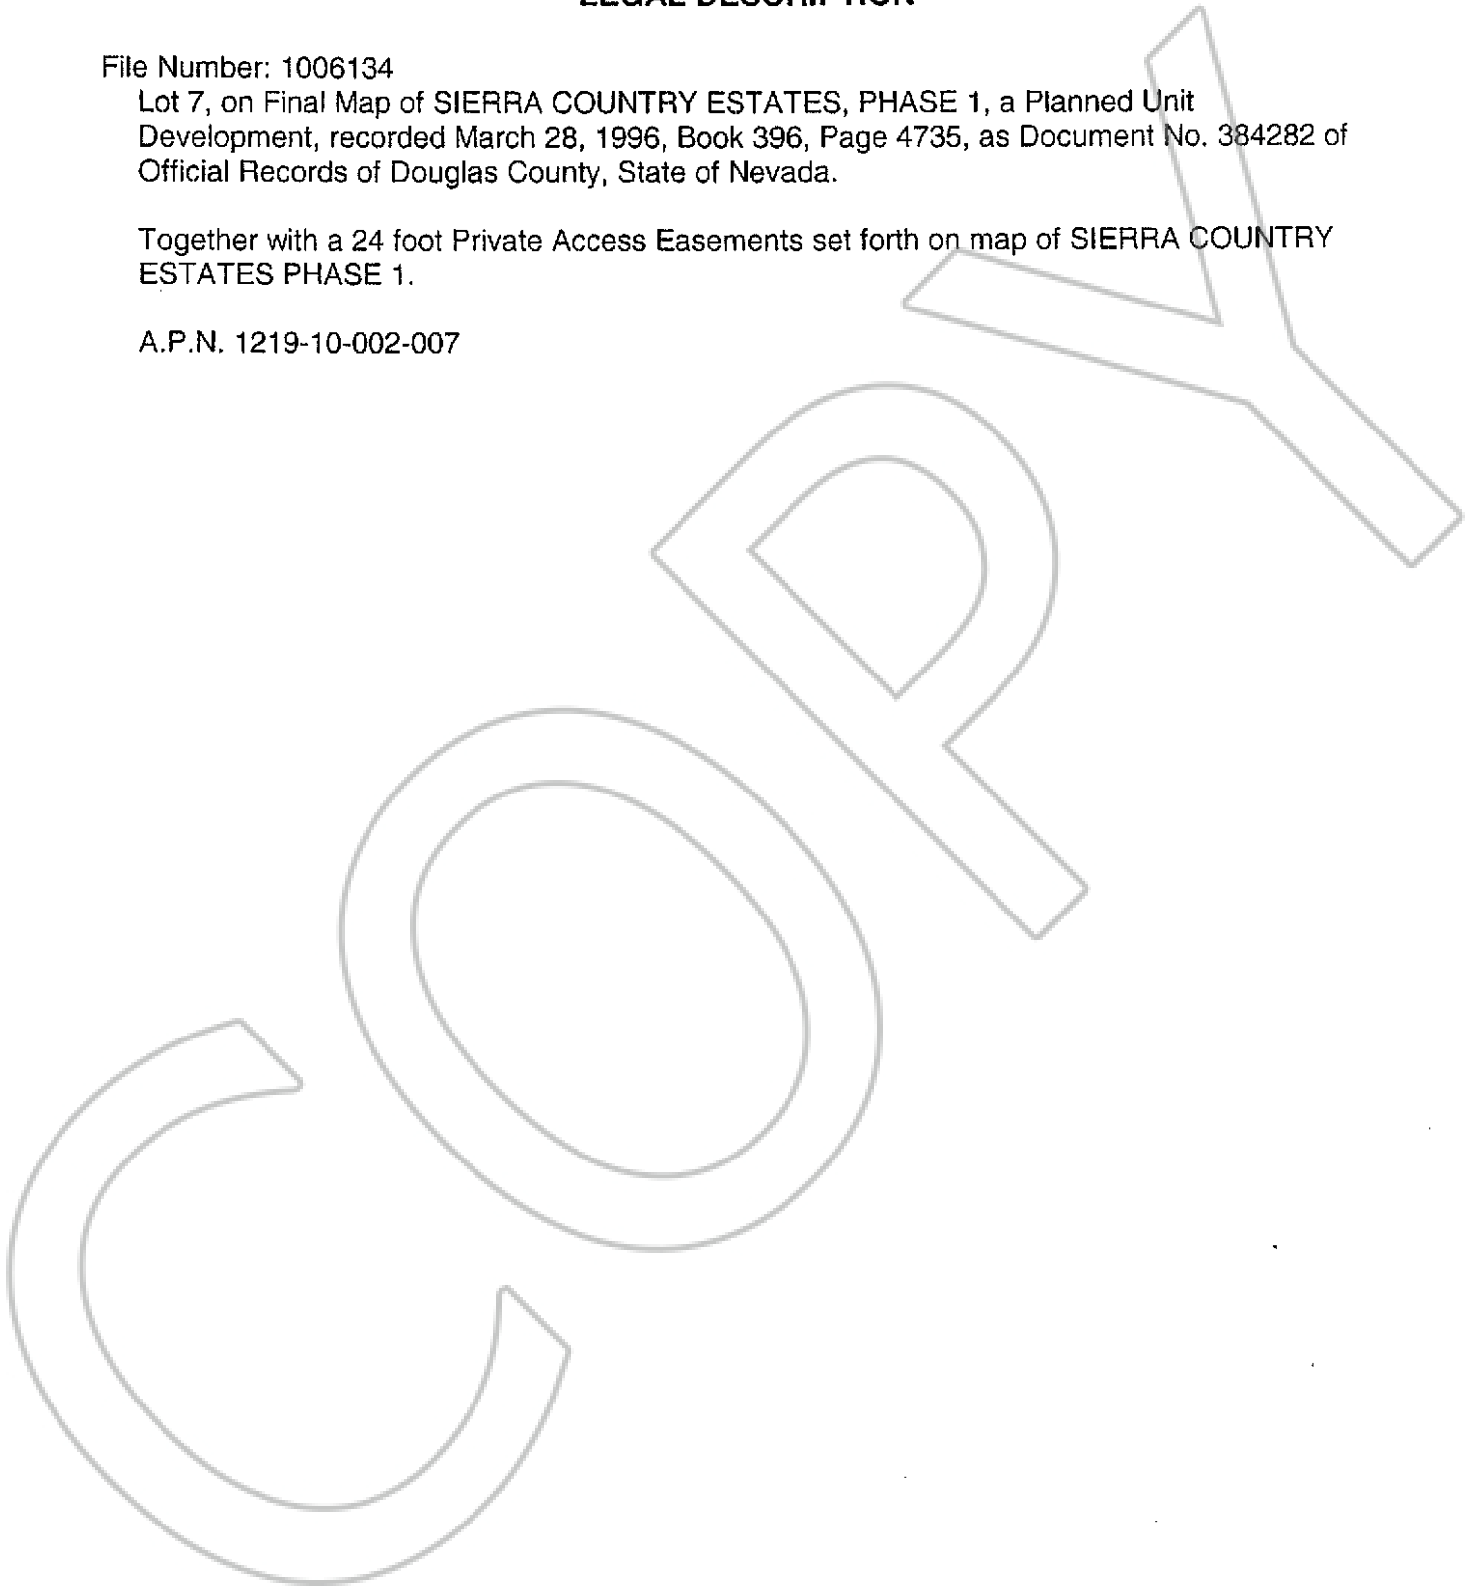 LEGAL DESCRIPTION
File Number: 1006134
Lot 7, on Final Map of SIERRA COUNTRY ESTATES, PHASE 1, a Planned Unit
Development, recorded March 28, 1996, Book 396, Page 4735, as Document No. 384282 of
Official Records of Douglas County, State of Nevada.
Together with a 24 foot Private Access Easements set forth on map of SIERRA COUNTRY
ESTATES PHASE 1.
A.P.N. 1219-10-002-007
COPY